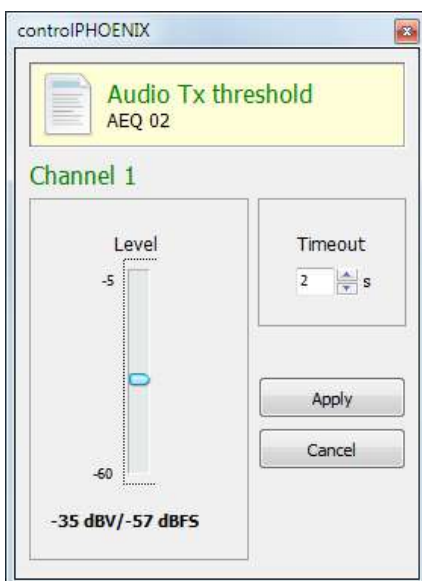 controlPHOENIX
Audio Tx threshold
AEQ 02
Channel 1
Level
-5
-60
-35 dBV/-57 dBFS
Timeout
2 s
Apply
Cancel